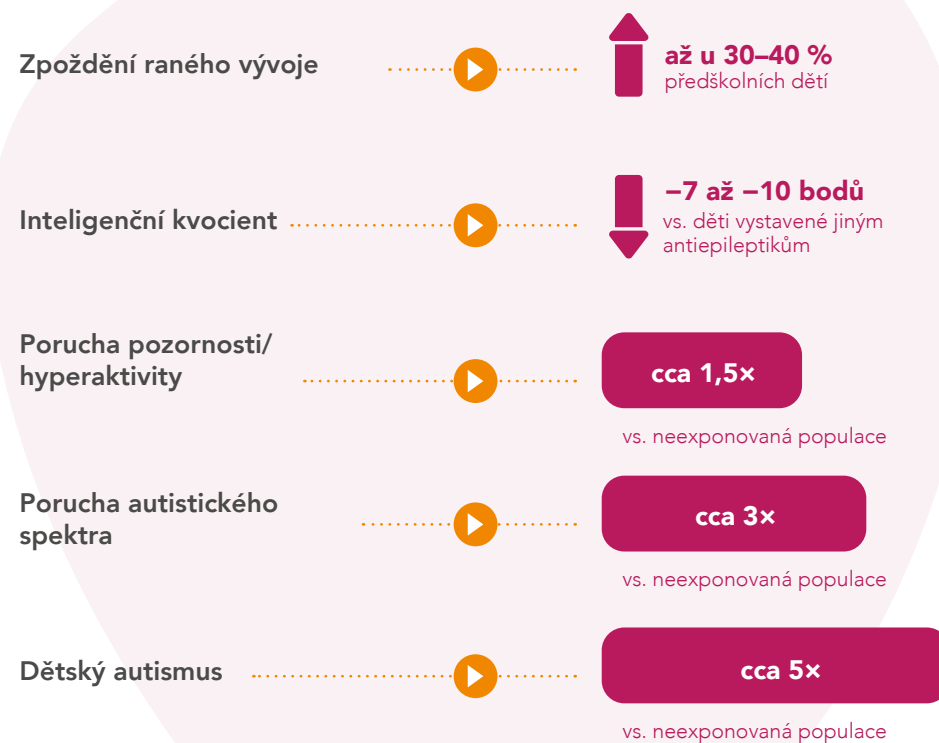 Zpoždění raného vývoje
až u 30–40 %
předškolních dětí
Inteligenční kvocient
−7 až −10 bodů
vs. děti vystavené jiným
antiepileptikům
Porucha pozornosti/
hyperaktivity
cca 1,5×
vs. neexponovaná populace
Porucha autistického
spektra
cca 3×
vs. neexponovaná populace
Dětský autismus
cca 5×
vs. neexponovaná populace